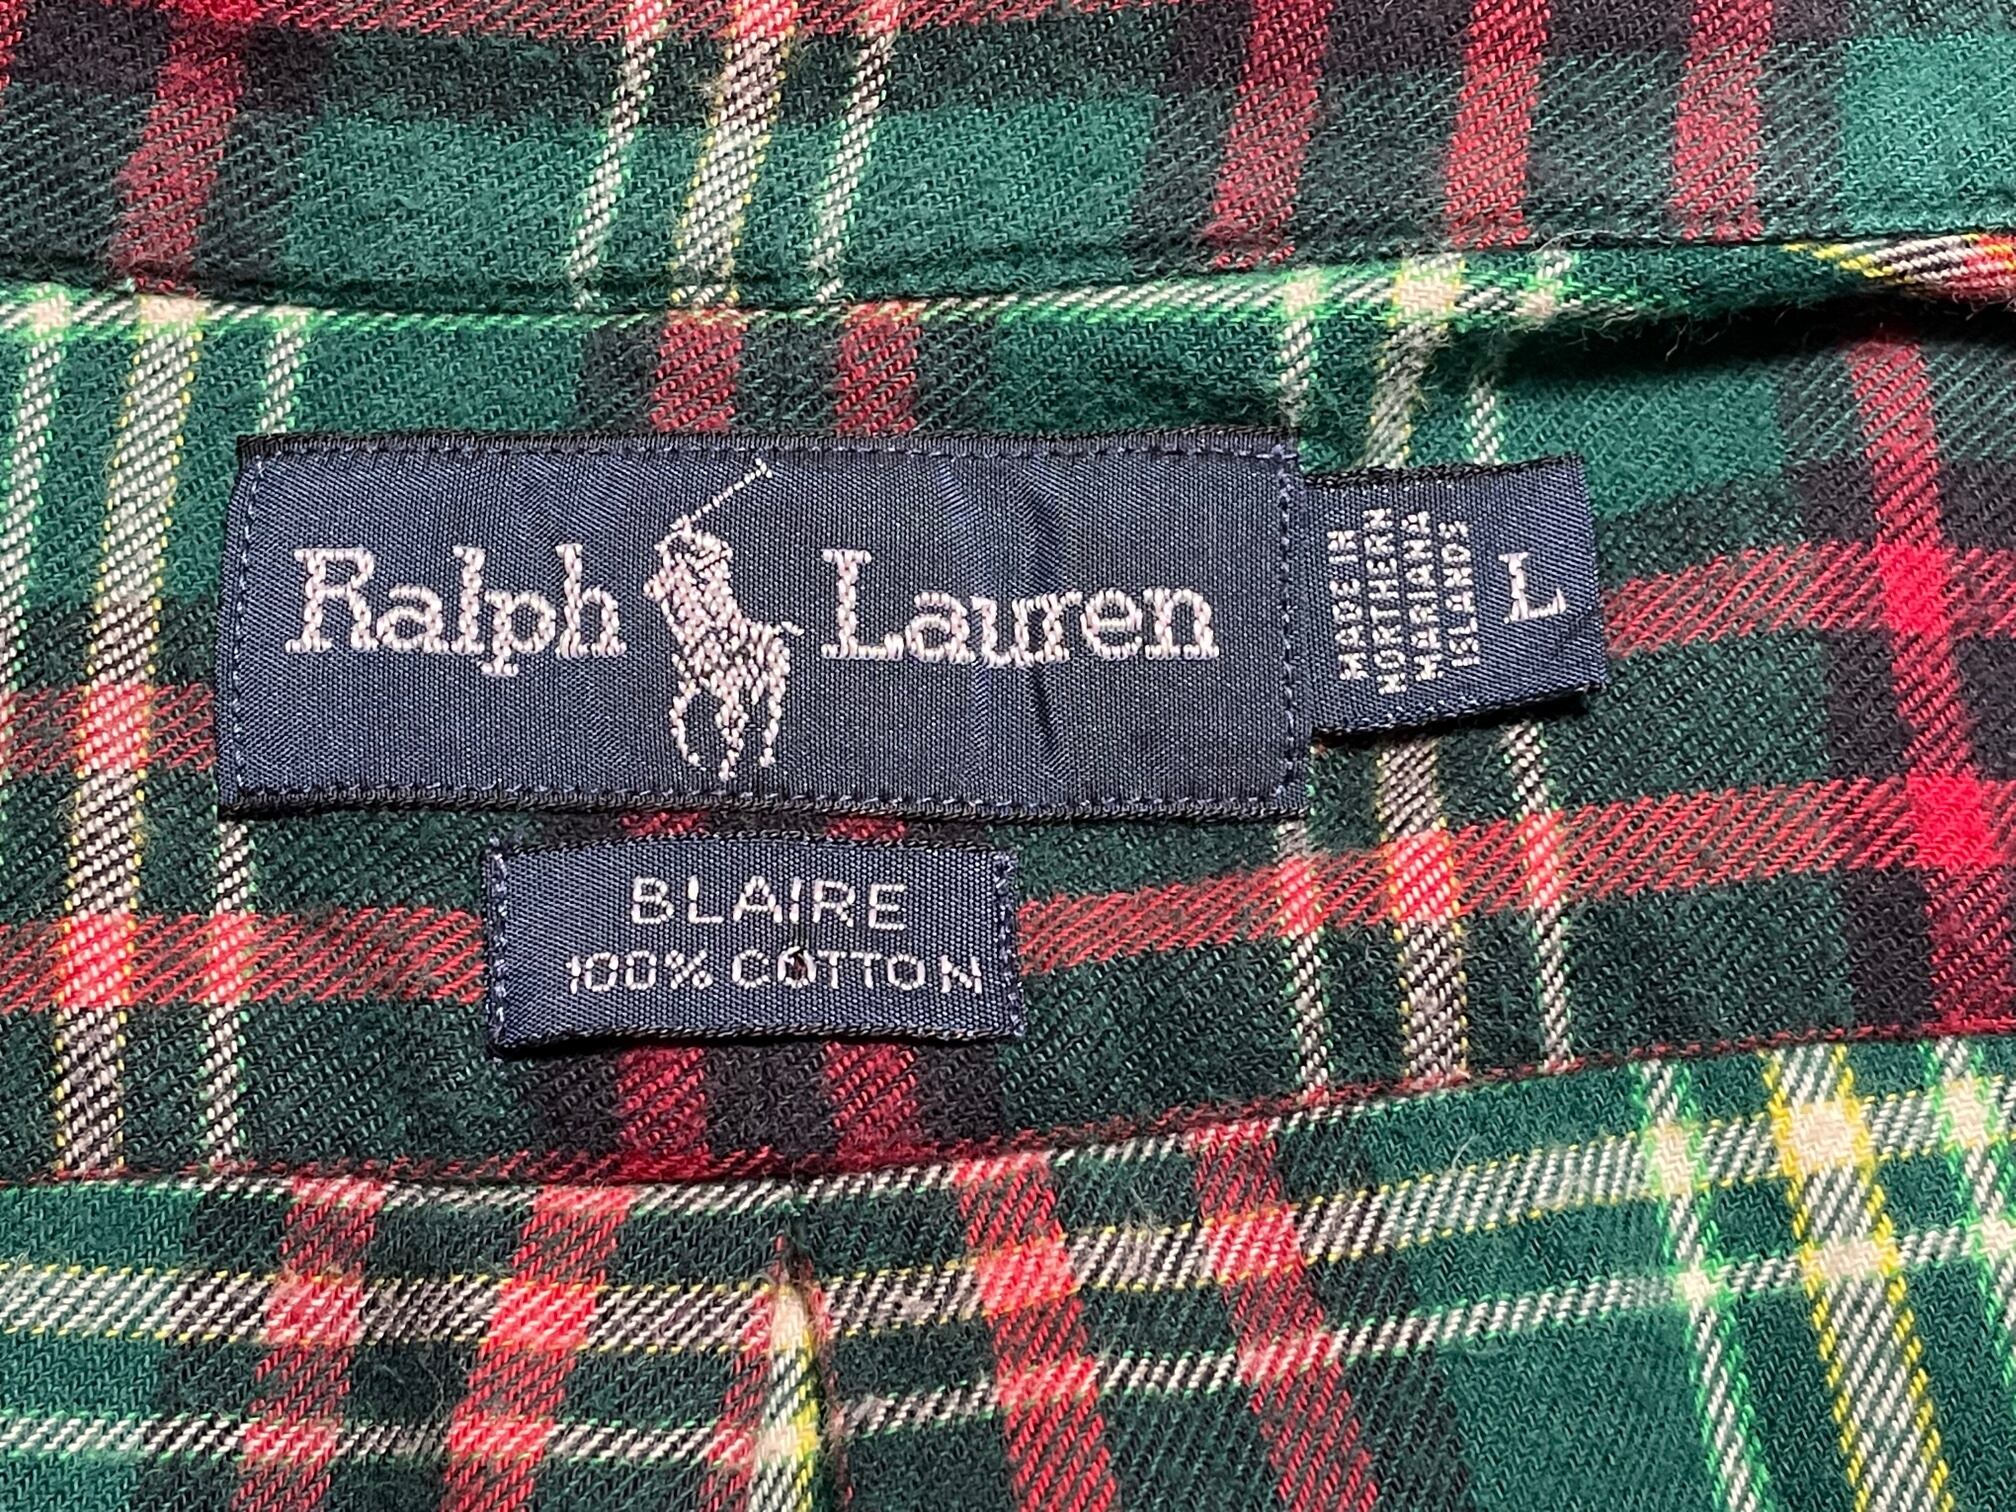 Ralph Lauren
MADE IN
NORTHERN
MARIANA
ISLANDS
L
BLAIRE
100% COTTON